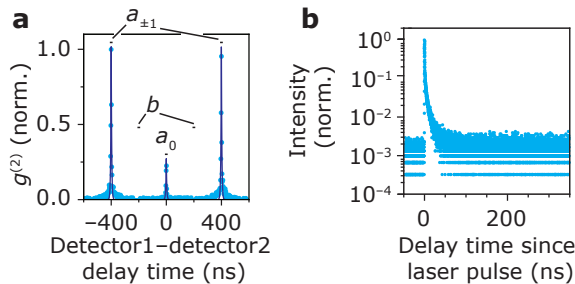 a
a±1
b
a0
1.0
0.5
0.0
g(2) (norm.)
−400 0 400
Detector1−detector2
delay time (ns)
b
10^0
10^−1
10^−2
10^−3
10^−4
Intensity
(norm.)
0 200
Delay time since
laser pulse (ns)